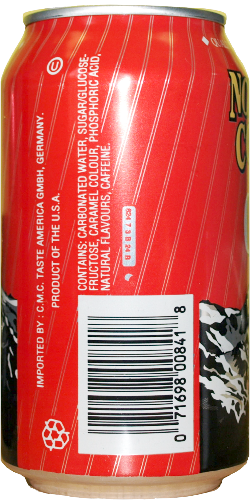 IMPORTED BY : C.M.C. TASTE AMERICA GMBH, GERMANY.
PRODUCT OF THE U.S.A.
CONTAINS: CARBONATED WATER, SUGAR/GLUCOSE-
FRUCTOSE, CARAMEL COLOUR, PHOSPHORIC ACID,
NATURAL FLAVOURS, CAFFEINE.
0 71698 00841 8
NO
C